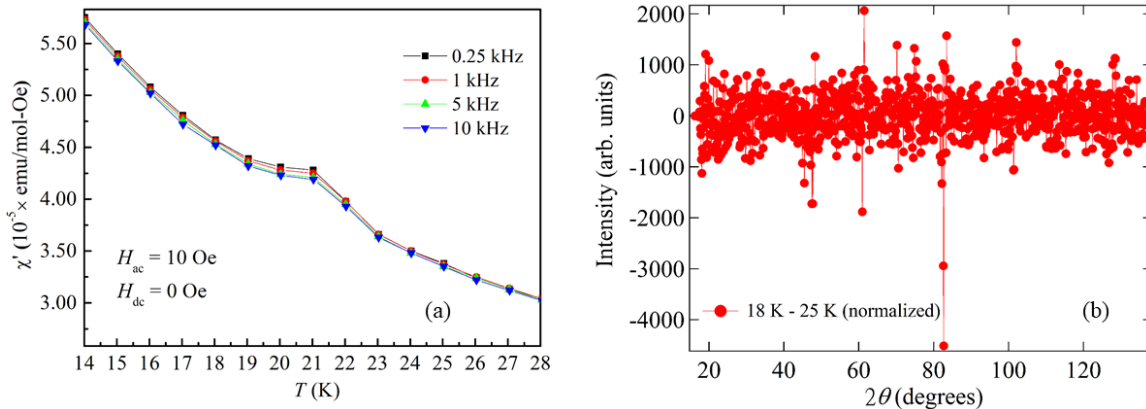 χ' (10⁻⁵× emu/mol-Oe)
5.50
5.00
4.50
4.00
3.50
3.00
0.25 kHz
1 kHz
5 kHz
10 kHz
H_ac = 10 Oe
H_dc = 0 Oe
(a)
14 15 16 17 18 19 20 21 22 23 24 25 26 27 28
T (K)
Intensity (arb. units)
2000
1000
0
-1000
-2000
-3000
-4000
18 K - 25 K (normalized)
(b)
20 40 60 80 100 120
2θ (degrees)